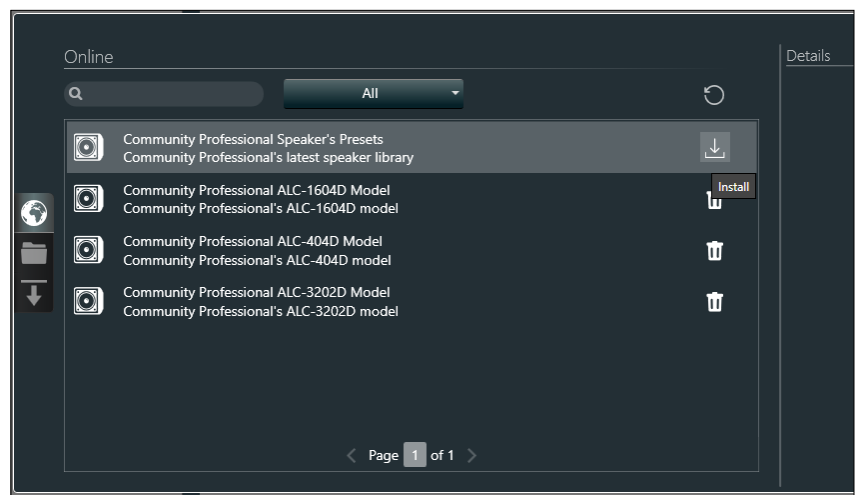 Online
Details
All
Community Professional Speaker's Presets
Community Professional's latest speaker library
Install
Community Professional ALC-1604D Model
Community Professional's ALC-1604D model
Community Professional ALC-404D Model
Community Professional's ALC-404D model
Community Professional ALC-3202D Model
Community Professional's ALC-3202D model
Page 1 of 1